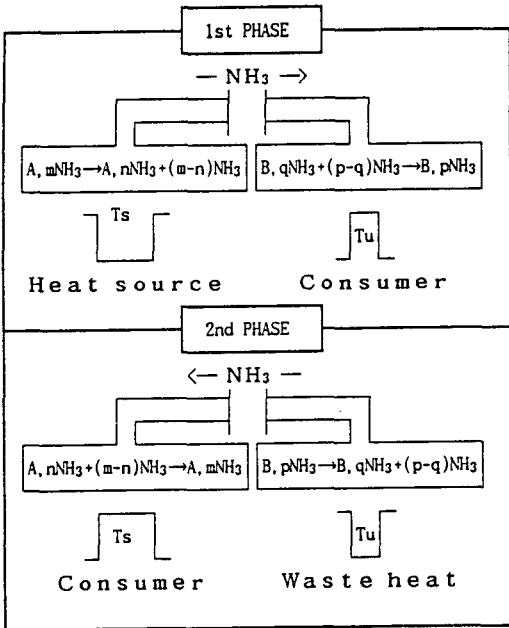 1st PHASE
— NH₃ →
A, mNH₃→A, nNH₃+(m-n)NH₃ B, qNH₃+(p-q)NH₃→B, pNH₃
Ts Tu
Heat source Consumer
2nd PHASE
← NH₃ —
A, nNH₃+(m-n)NH₃→A, mNH₃ B, pNH₃→B, qNH₃+(p-q)NH₃
Ts Tu
Consumer Waste heat